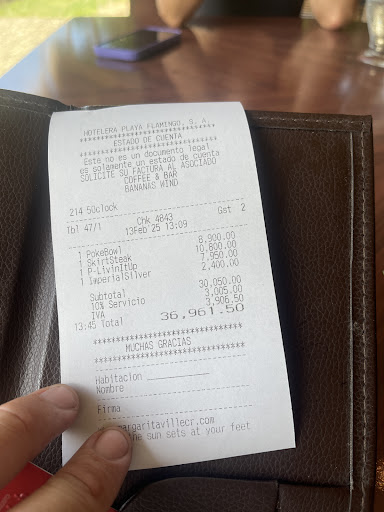 HOTELERA PLAYA FLAMINGO, S. A.
*******************************
ESTADO DE CUENTA
*******************************
Este no es un documento legal
es solamente un estado de cuenta
SOLICITE SU FACTURA AL ASOCIADO
COFFEE & BAR
BANANAS WIND
214 5Oclock
Tbl 47/1 Chk 4843 Gst 2
13Feb'25 13:09
1 PokeBowl 8,900.00
1 SkirtSteak 10,800.00
1 P-LivinItUp 7,950.00
1 ImperialSilver 2,400.00
Subtotal 30,050.00
10% Servicio 3,005.00
IVA 3,906.50
13:45 Total 36,961.50
*******************************
MUCHAS GRACIAS
*******************************
Habitacion ____________
Nombre
Firma
argaritavillecr.com
sun sets at your feet